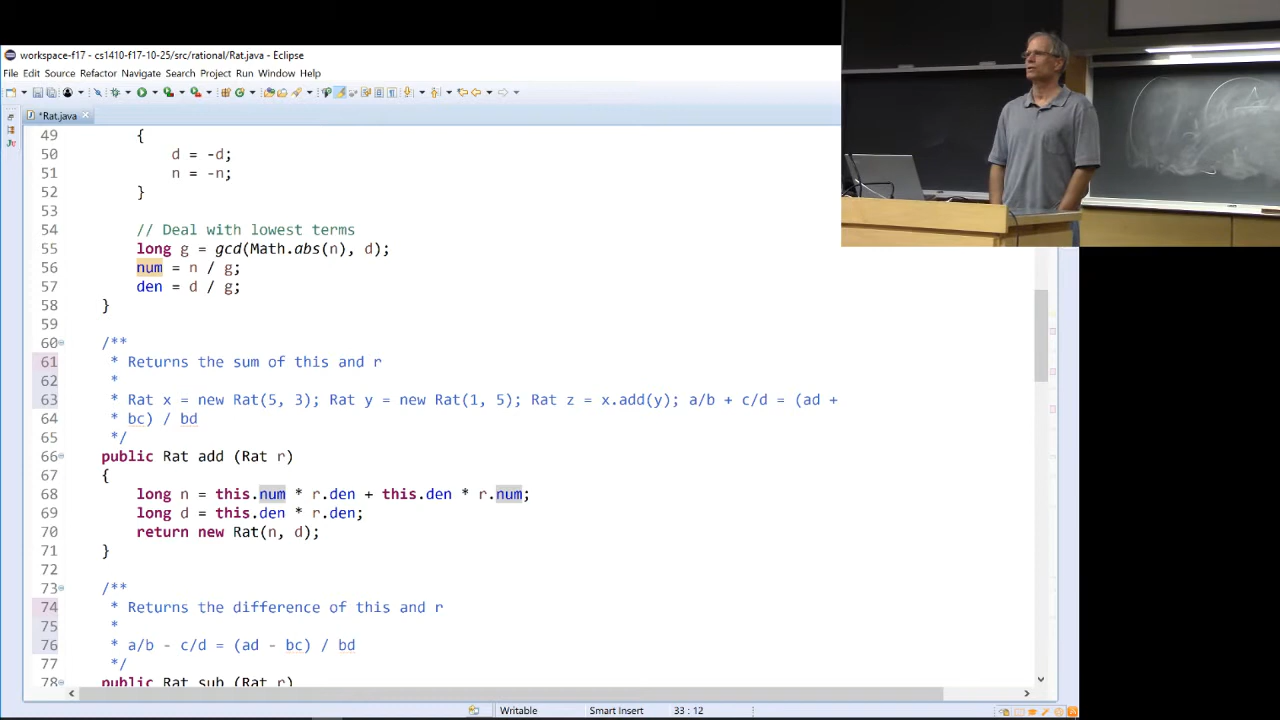 workspace-f17 - cs1410-f17-10-25/src/rational/Rat.java - Eclipse
File Edit Source Refactor Navigate Search Project Run Window Help
*Rat.java
49 {
50 d = -d;
51 n = -n;
52 }
53
54 // Deal with lowest terms
55 long g = gcd(Math.abs(n), d);
56 num = n / g;
57 den = d / g;
58 }
59
60 /**
61 * Returns the sum of this and r
62 *
63 * Rat x = new Rat(5, 3); Rat y = new Rat(1, 5); Rat z = x.add(y); a/b + c/d = (ad +
64 * bc) / bd
65 */
66 public Rat add (Rat r)
67 {
68 long n = this.num * r.den + this.den * r.num;
69 long d = this.den * r.den;
70 return new Rat(n, d);
71 }
72
73 /**
74 * Returns the difference of this and r
75 *
76 * a/b - c/d = (ad - bc) / bd
77 */
78 public Rat sub (Rat r)
Writable Smart Insert 33 : 12